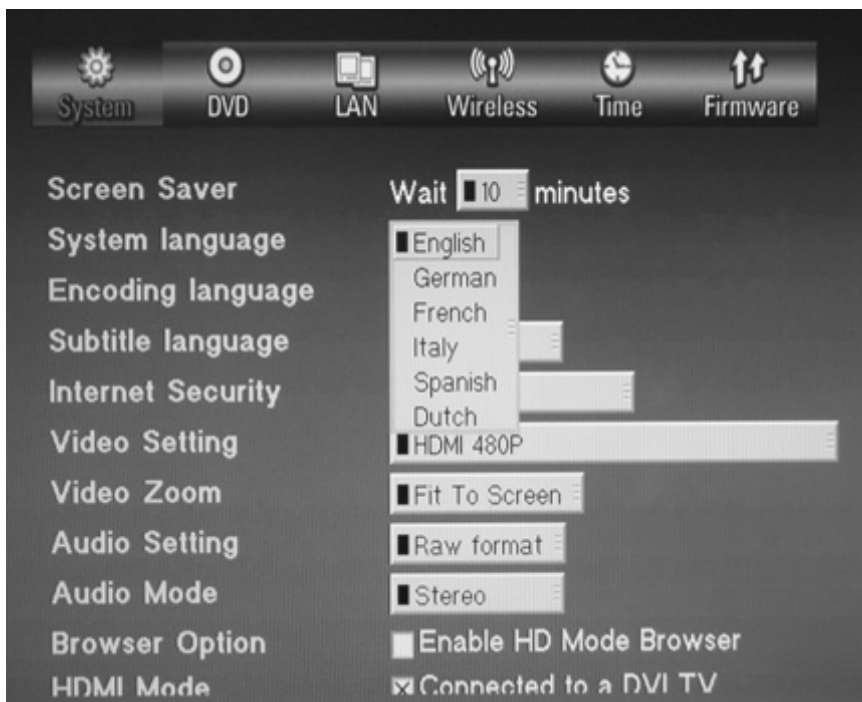 System DVD LAN Wireless Time Firmware
Screen Saver Wait 10 minutes
System language English
German
Encoding language
French
Subtitle language Italy
Internet Security Spanish
Dutch
Video Setting HDMI 480P
Video Zoom Fit To Screen
Audio Setting Raw format
Audio Mode Stereo
Browser Option Enable HD Mode Browser
HDMI Mode Connected to a DVI TV